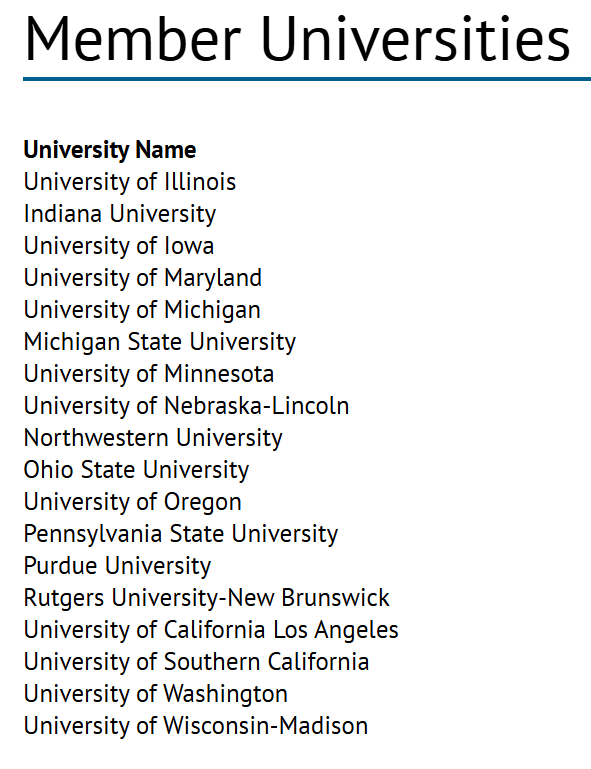 Member Universities
University Name
University of Illinois
Indiana University
University of Iowa
University of Maryland
University of Michigan
Michigan State University
University of Minnesota
University of Nebraska-Lincoln
Northwestern University
Ohio State University
University of Oregon
Pennsylvania State University
Purdue University
Rutgers University-New Brunswick
University of California Los Angeles
University of Southern California
University of Washington
University of Wisconsin-Madison